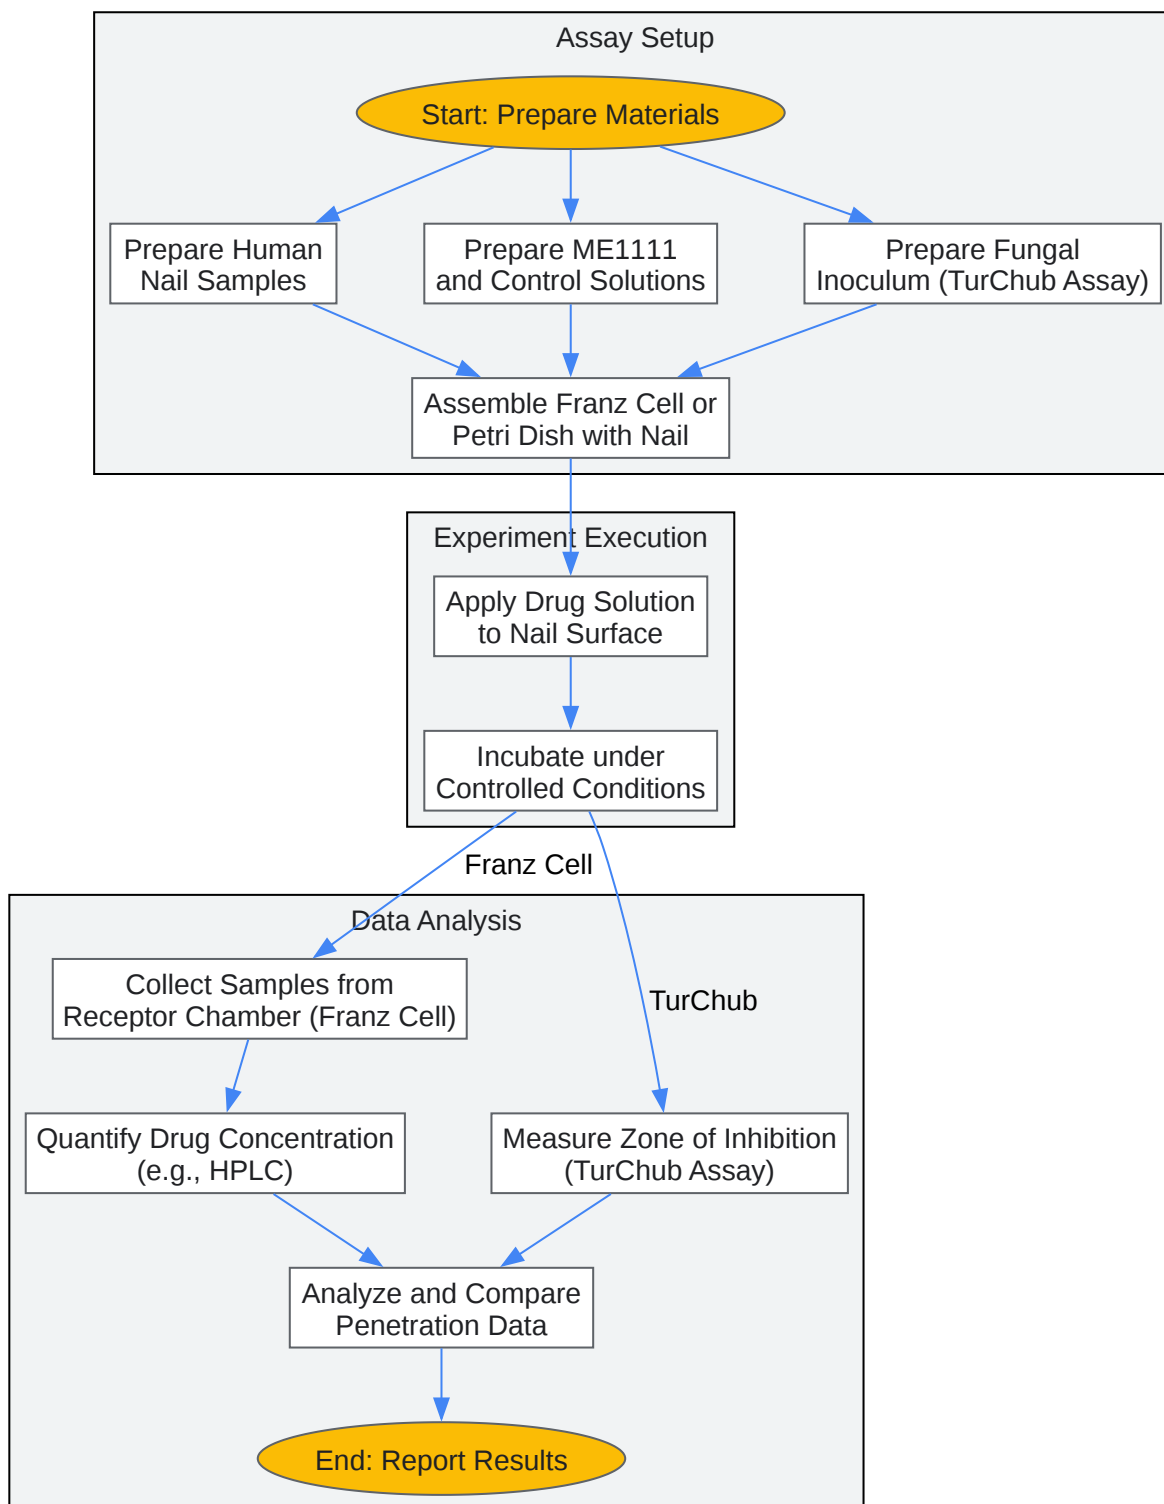 Assay Setup
Start: Prepare Materials
Prepare Human
Nail Samples
Prepare ME1111
and Control Solutions
Prepare Fungal
Inoculum (TurChub Assay)
Assemble Franz Cell or
Petri Dish with Nail
Experiment Execution
Apply Drug Solution
to Nail Surface
Incubate under
Controlled Conditions
Franz Cell
TurChub
Data Analysis
Collect Samples from
Receptor Chamber (Franz Cell)
Quantify Drug Concentration
(e.g., HPLC)
Measure Zone of Inhibition
(TurChub Assay)
Analyze and Compare
Penetration Data
End: Report Results